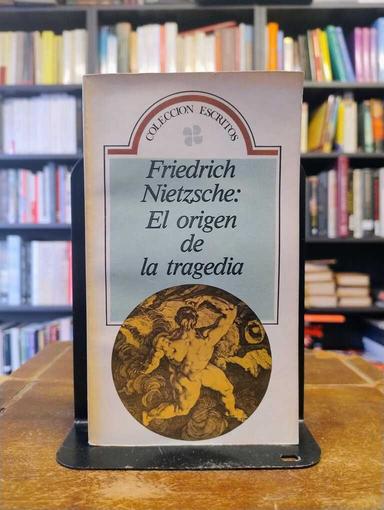 COLECCION ESCRITOS
Friedrich
Nietzsche:
El origen
de
la tragedia